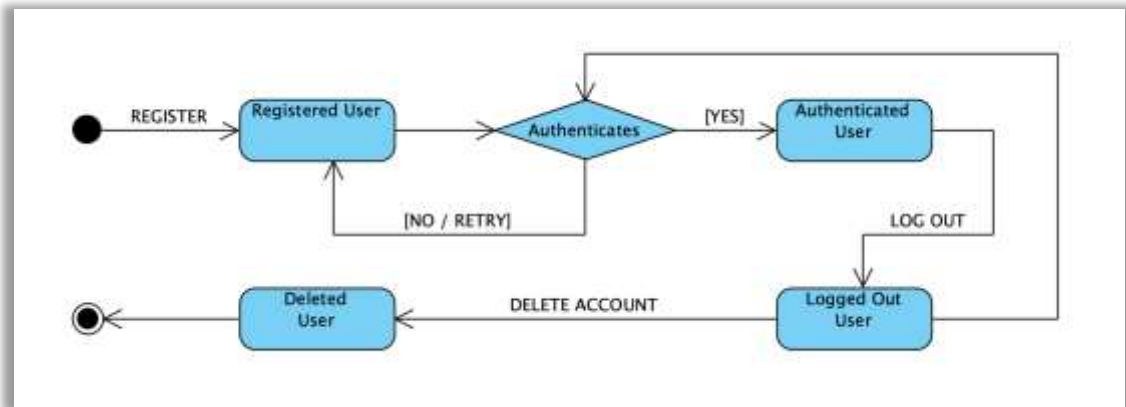 REGISTER
Registered User
Authenticates
[YES]
Authenticated
User
[NO / RETRY]
LOG OUT
Deleted
User
DELETE ACCOUNT
Logged Out
User